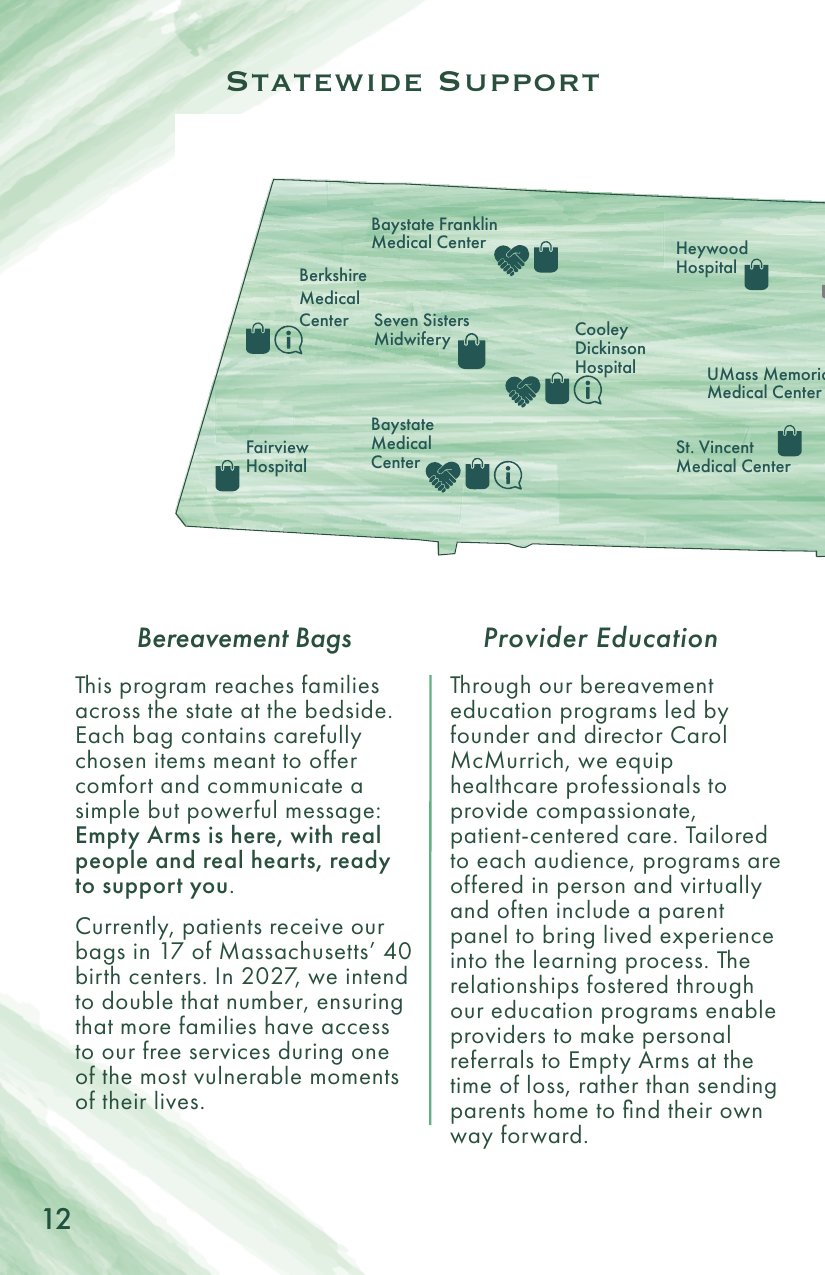 Statewide Support
Baystate Franklin
Medical Center
Heywood
Hospital
Berkshire
Medical
Center
Seven Sisters
Midwifery
Cooley
Dickinson
Hospital
UMass
Medical Center
Baystate
Medical
Center
Fairview
Hospital
St. Vincent
Medical Center
Bereavement Bags
This program reaches families
across the state at the bedside.
Each bag contains carefully
chosen items meant to offer
comfort and communicate a
simple but powerful message:
Empty Arms is here, with real
people and real hearts, ready
to support you.
Currently, patients receive our
bags in 17 of Massachusetts’ 40
birth centers. In 2027, we intend
to double that number, ensuring
that more families have access
to our free services during one
of the most vulnerable moments
of their lives.
Provider Education
Through our bereavement
education programs led by
founder and director Carol
McMurrich, we equip
healthcare professionals to
provide compassionate,
patient-centered care. Tailored
to each audience, programs are
offered in person and virtually
and often include a parent
panel to bring lived experience
into the learning process. The
relationships fostered through
our education programs enable
providers to make personal
referrals to Empty Arms at the
time of loss, rather than sending
parents home to find their own
way forward.
12